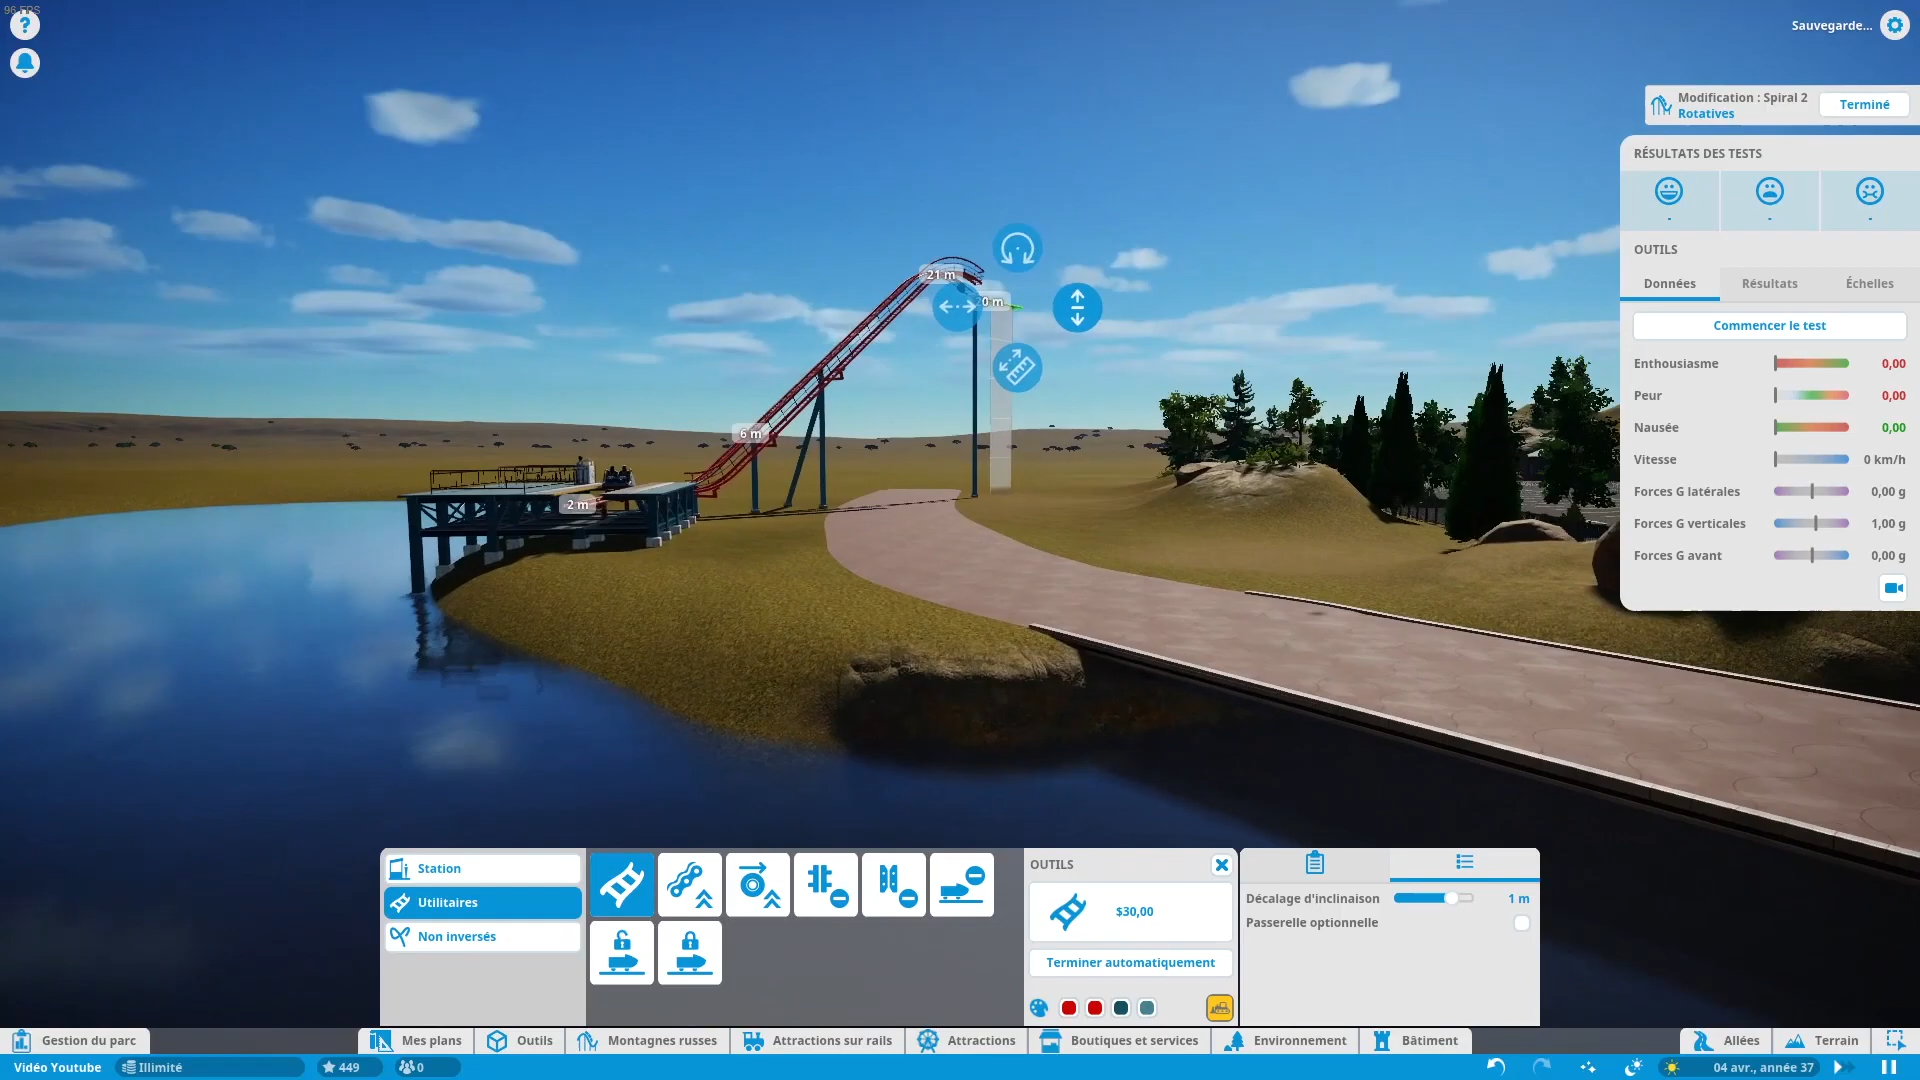 96 FPS
Sauvegarde...
Modification : Spiral 2
Rotatives
Terminé
RÉSULTATS DES TESTS
-
-
-
OUTILS
Données
Résultats
Échelles
Commencer le test
Enthousiasme 0,00
Peur 0,00
Nausée 0,00
Vitesse 0 km/h
Forces G latérales 0,00 g
Forces G verticales 1,00 g
Forces G avant 0,00 g
21 m
6 m
2 m
Station
Utilitaires
Non inversés
OUTILS
$30,00
Terminer automatiquement
Décalage d'inclinaison 1 m
Passerelle optionnelle
Gestion du parc
Mes plans
Outils
Montagnes russes
Attractions sur rails
Attractions
Boutiques et services
Environnement
Bâtiment
Allées
Terrain
Vidéo Youtube
Illimité
449
0
04 avr., année 37